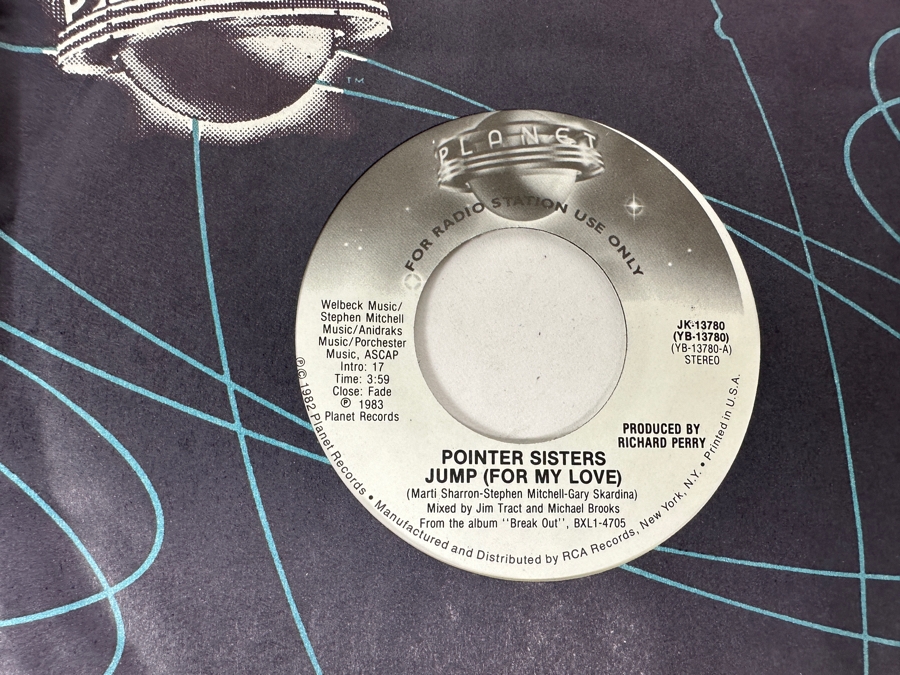 ™
PLANET
FOR RADIO STATION USE ONLY
Welbeck Music/
Stephen Mitchell
Music/Anidraks
Music/Porchester
Music, ASCAP
Intro: 17
Time: 3:59
Close: Fade
℗ 1983
Planet Records
JK-13780
(YB-13780)
(YB-13780-A)
STEREO
PRODUCED BY
RICHARD PERRY
POINTER SISTERS
JUMP (FOR MY LOVE)
(Marti Sharron-Stephen Mitchell-Gary Skardina)
Mixed by Jim Tract and Michael Brooks
From the album "Break Out", BXL1-4705
℗© 1982 Planet Records • Manufactured and Distributed by RCA Records, New York, N.Y. • Printed in U.S.A.